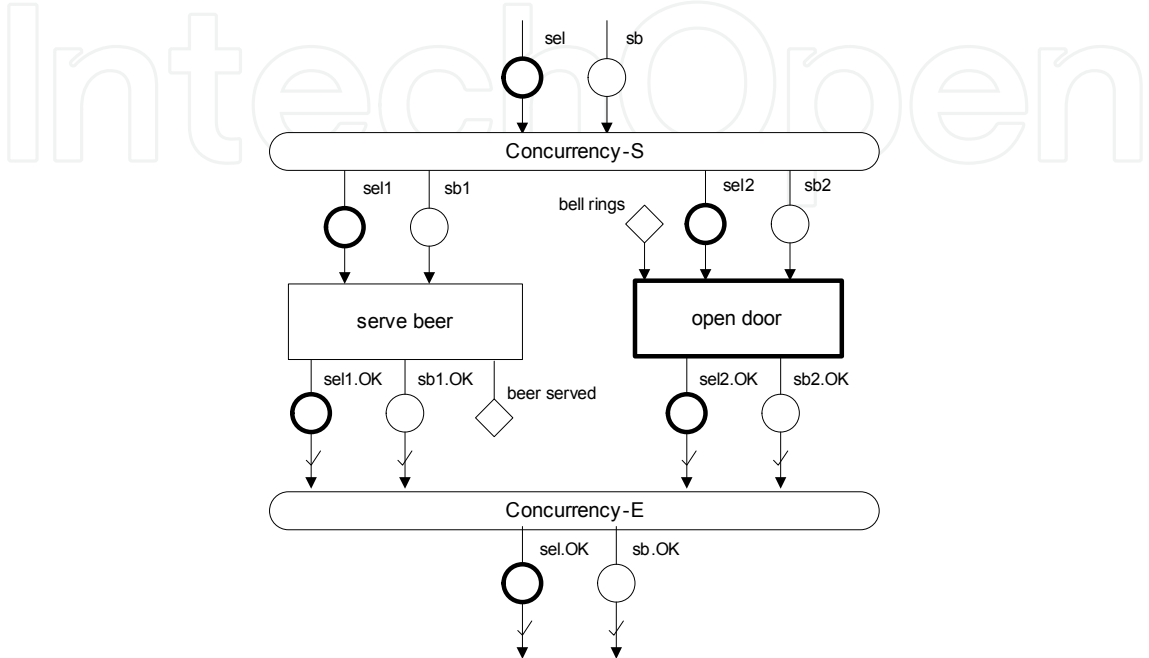 IntechOpen
sel
sb
Concurrency-S
sel1
sb1
sel2
sb2
bell rings
serve beer
open door
sel1.OK
sb1.OK
beer served
sel2.OK
sb2.OK
Concurrency-E
sel.OK
sb.OK